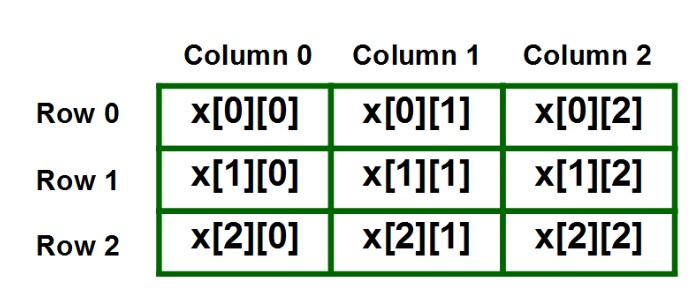 Column 0 Column 1 Column 2
Row 0 x[0][0] x[0][1] x[0][2]
Row 1 x[1][0] x[1][1] x[1][2]
Row 2 x[2][0] x[2][1] x[2][2]